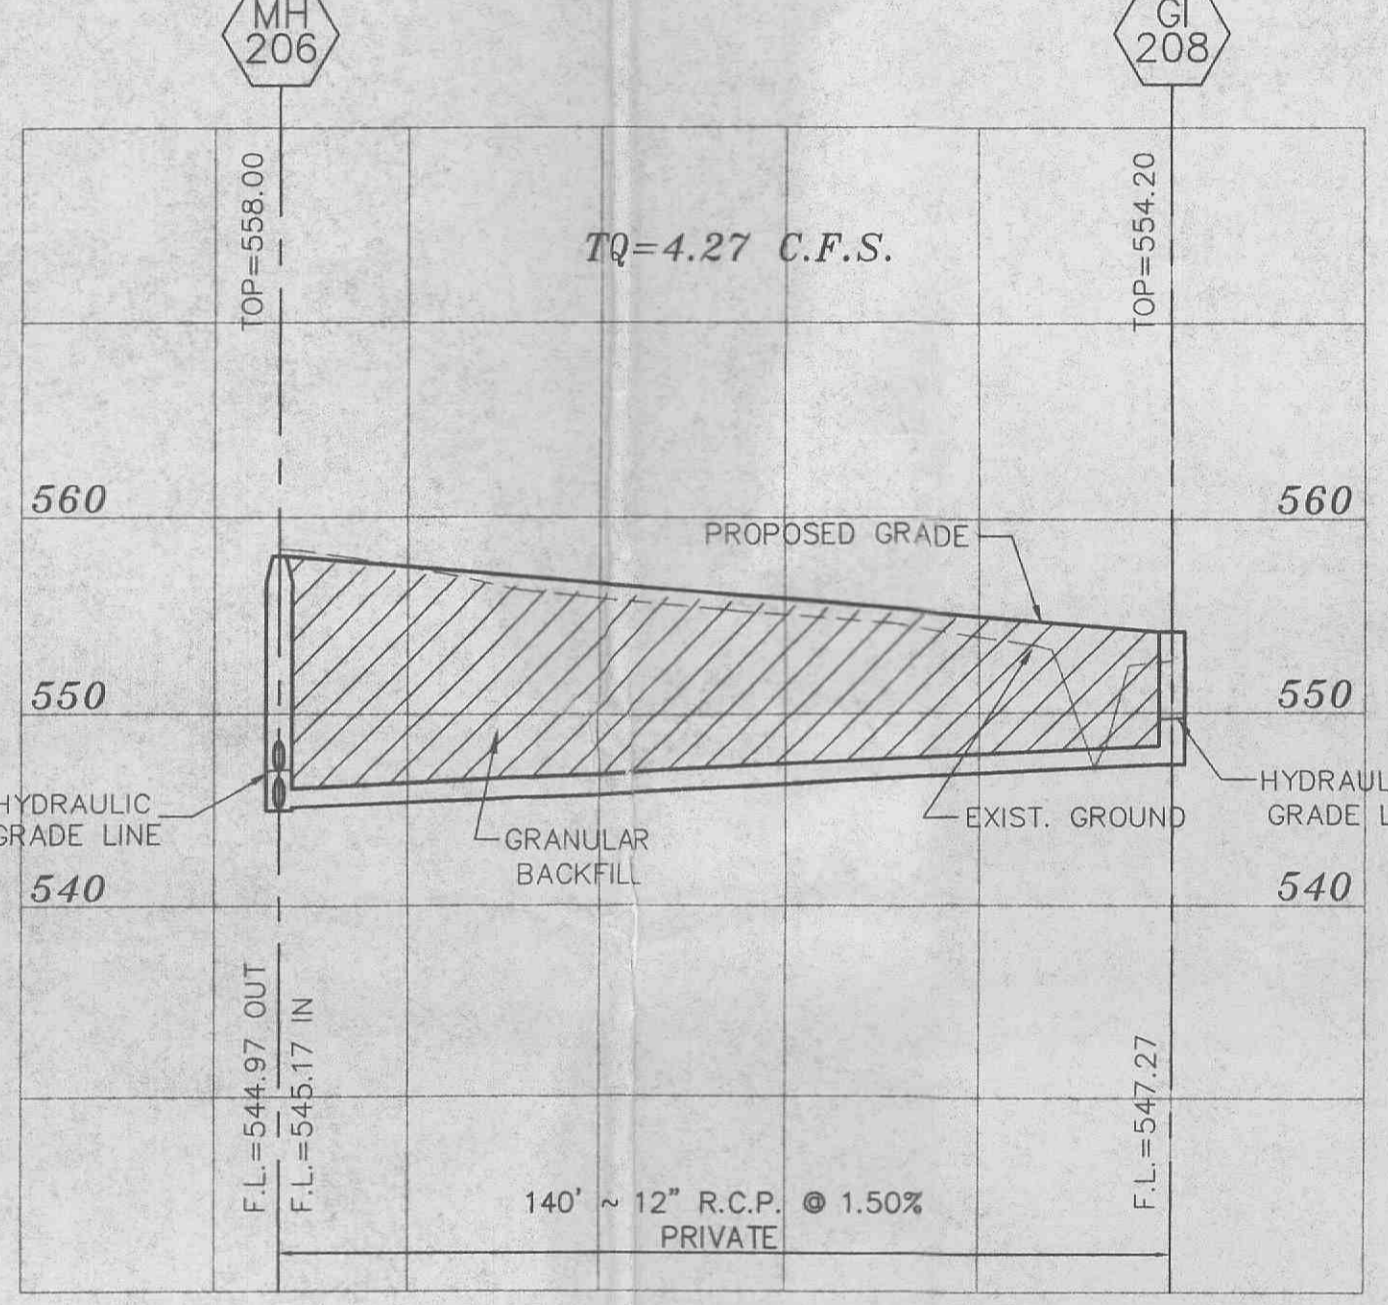 MH
206
GI
208
TOP=558.00
TOP=554.20
TQ=4.27 C.F.S.
560
560
PROPOSED GRADE
550
550
HYDRAULIC
GRADE LINE
GRANULAR
BACKFILL
EXIST. GROUND
HYDRAUL
GRADE L
540
540
F.L.=544.97 OUT
F.L.=545.17 IN
F.L.=547.27
140' ~ 12" R.C.P. @ 1.50%
PRIVATE